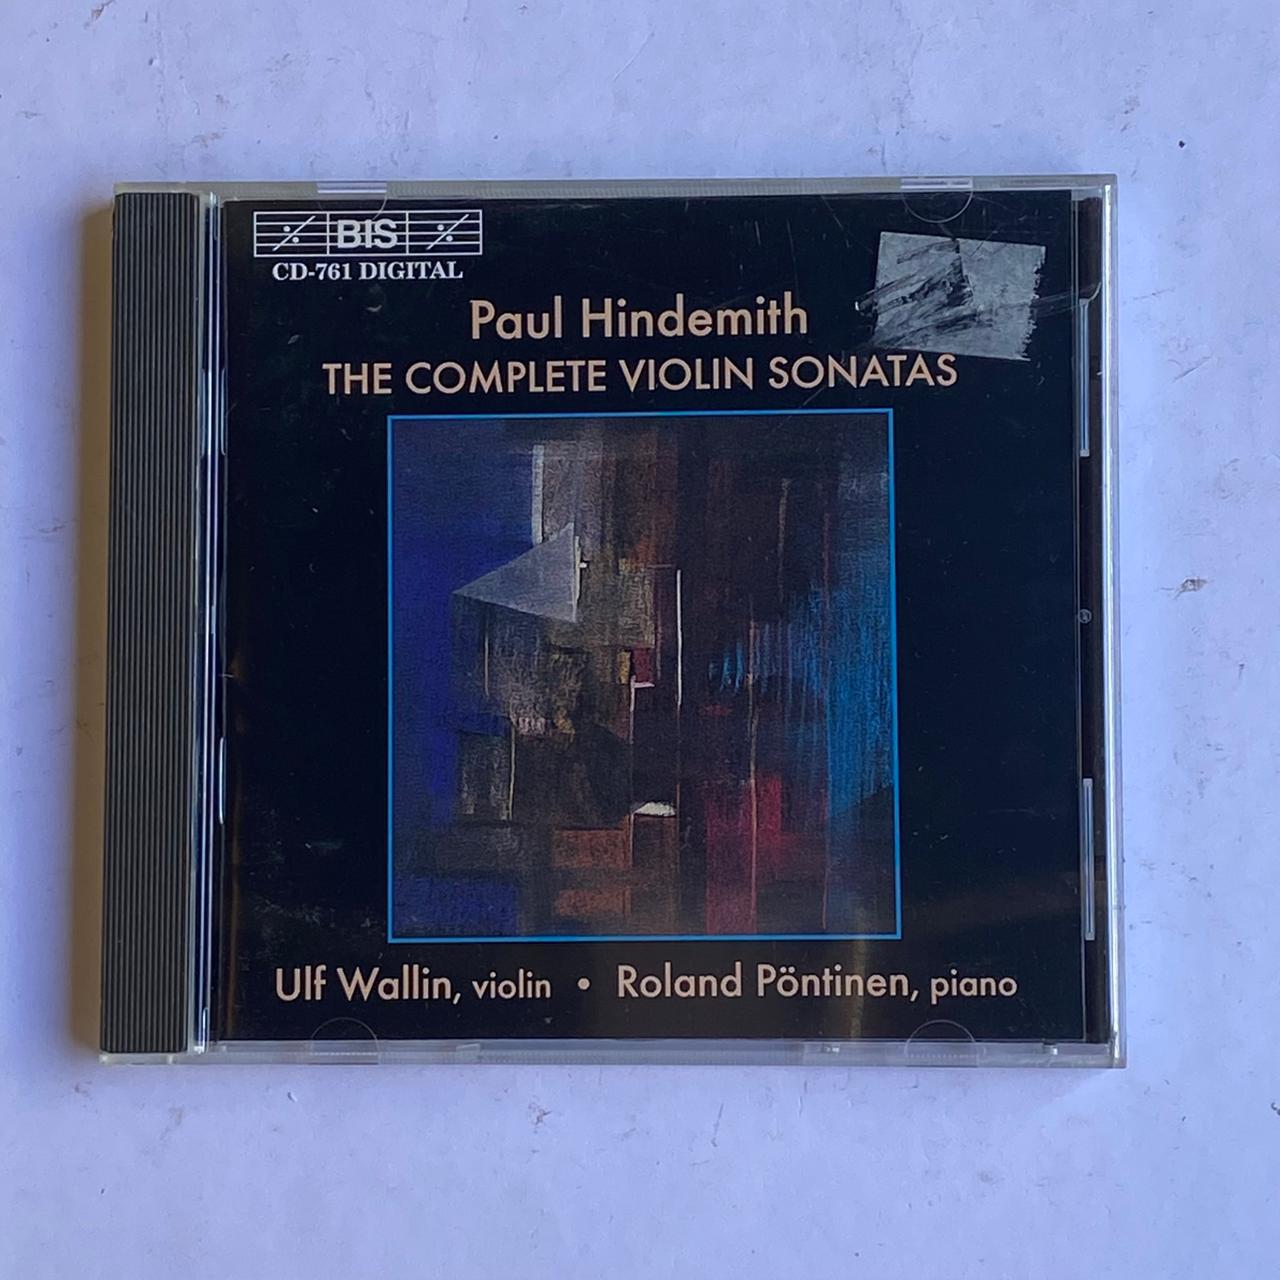 BIS
CD-761 DIGITAL
Paul Hindemith
THE COMPLETE VIOLIN SONATAS
Ulf Wallin, violin • Roland Pöntinen, piano